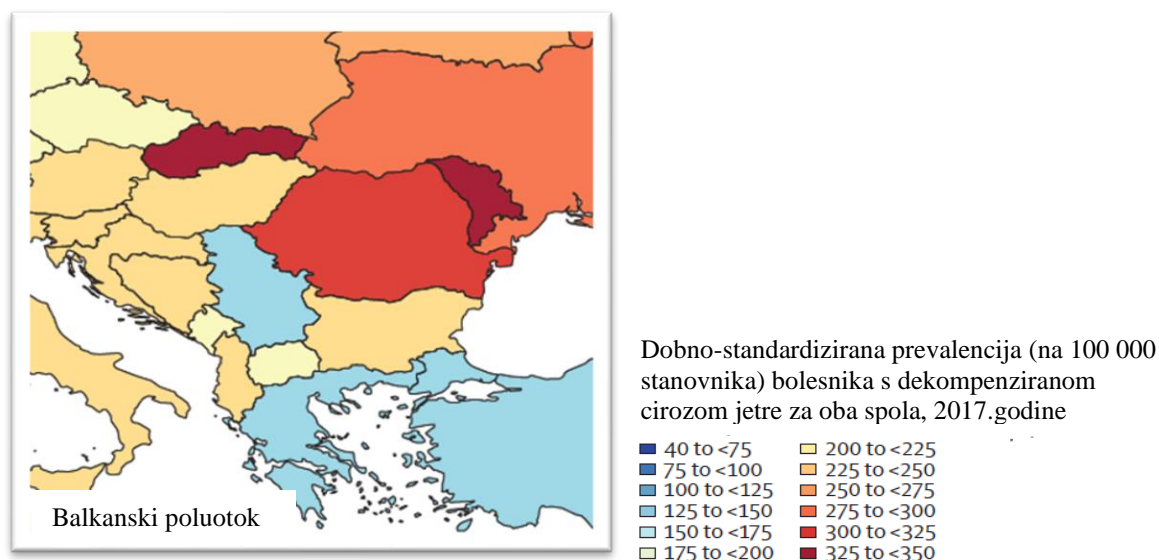 Dobno-standardizirana prevalencija (na 100 000
stanovnika) bolesnika s dekompenziranom
cirozom jetre za oba spola, 2017.godine
40 to <75
75 to <100
100 to <125
125 to <150
150 to <175
175 to <200
200 to <225
225 to <250
250 to <275
275 to <300
300 to <325
325 to <350
Balkanski poluotok